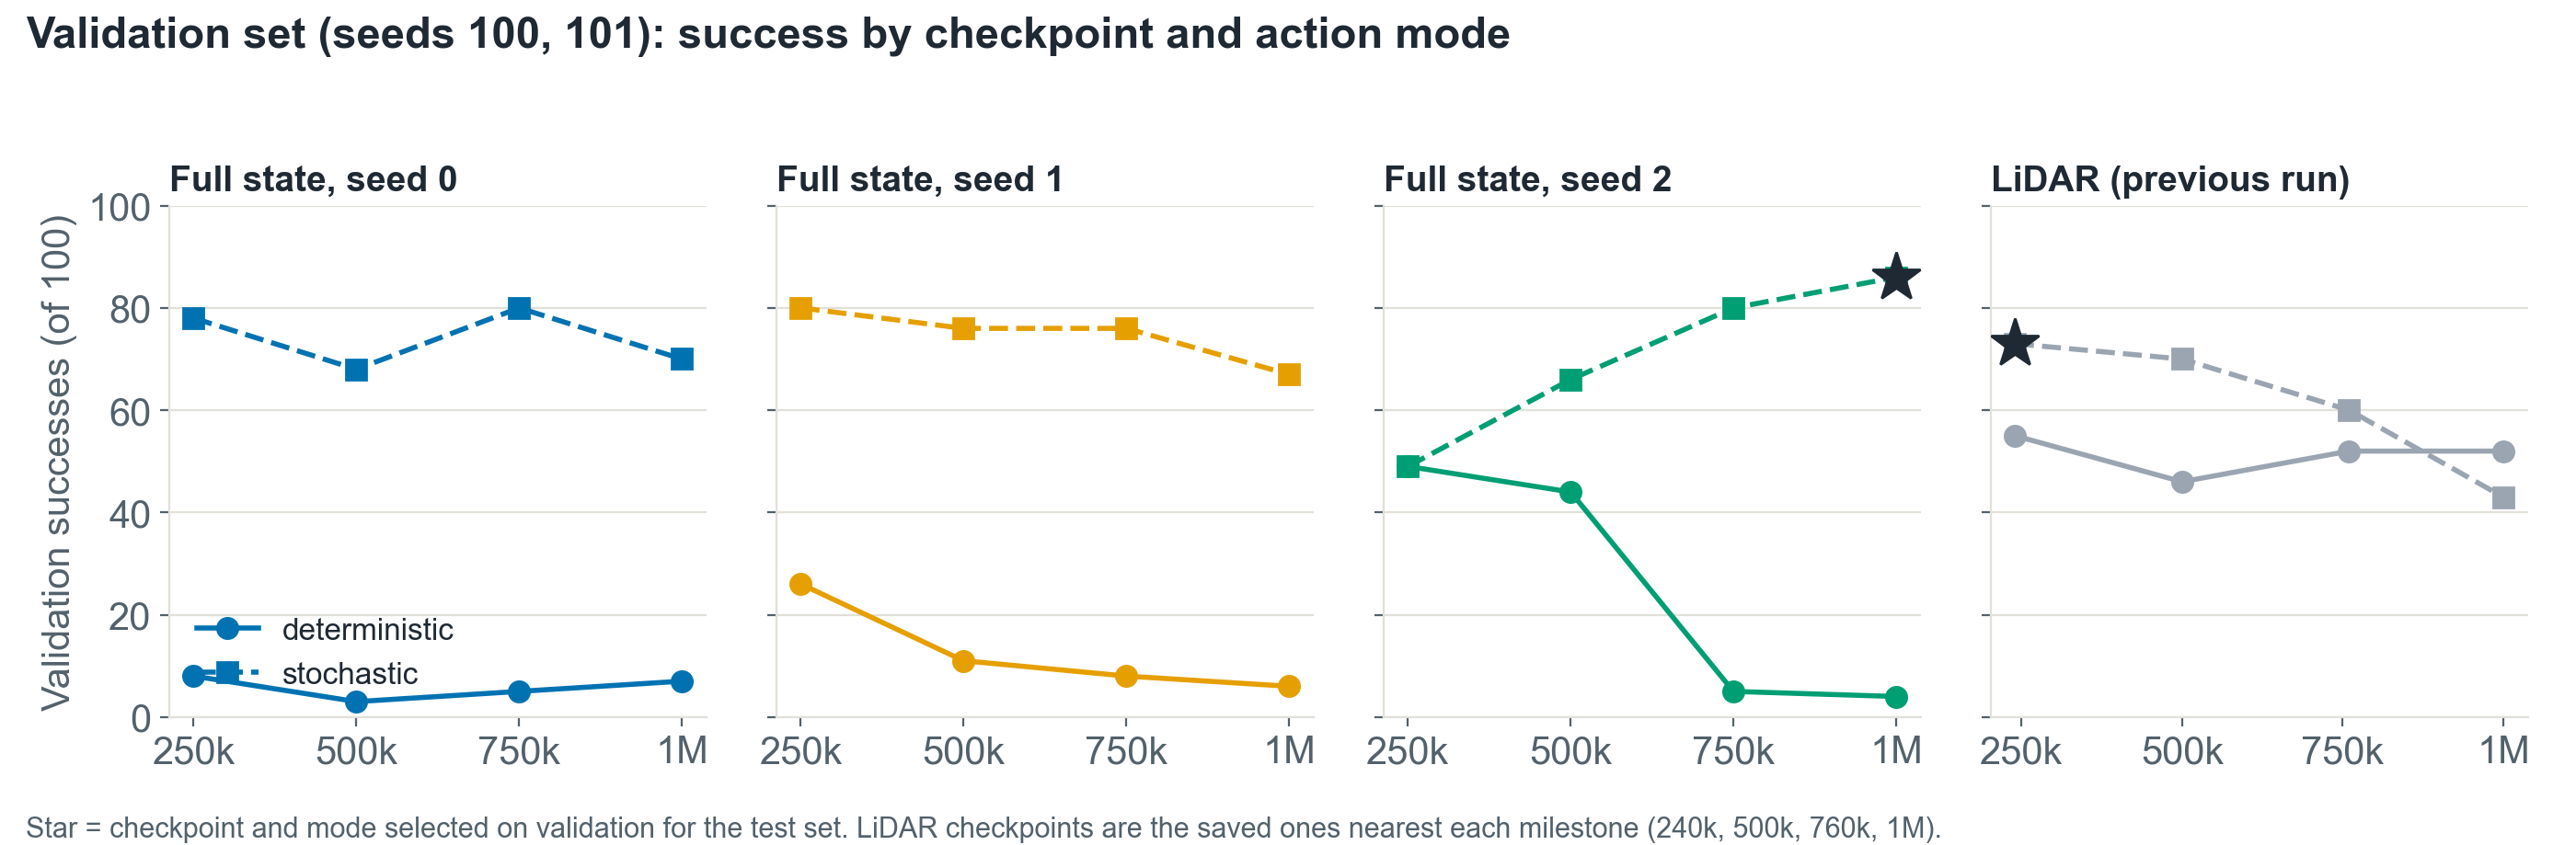 Validation set (seeds 100, 101): success by checkpoint and action mode
Full state, seed 0
Full state, seed 1
Full state, seed 2
LiDAR (previous run)
Validation successes (of 100)
100
80
60
40
20
0
deterministic
stochastic
250k 500k 750k 1M
250k 500k 750k 1M
250k 500k 750k 1M
250k 500k 750k 1M
Star = checkpoint and mode selected on validation for the test set. LiDAR checkpoints are the saved ones nearest each milestone (240k, 500k, 760k, 1M).